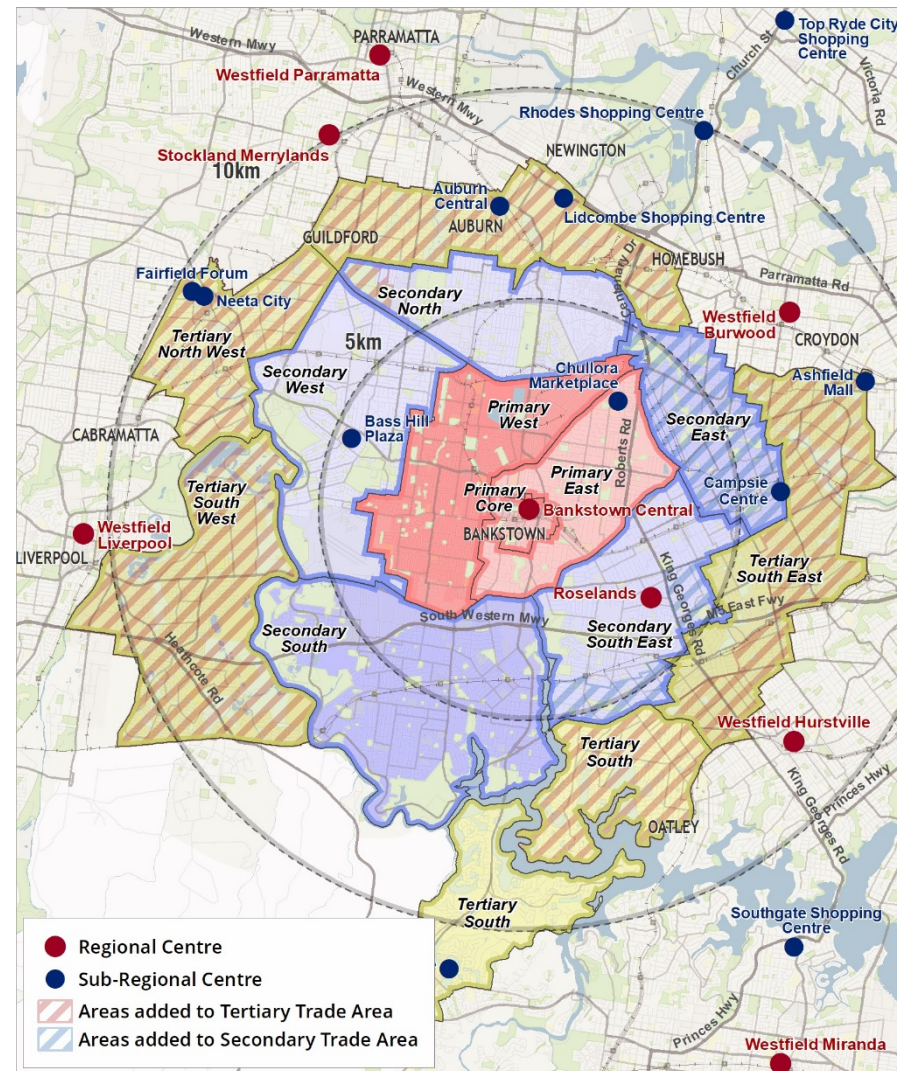 Western Mwy
PARRAMATTA
Westfield Parramatta
Western Mwy
Church St
Top Ryde City
Shopping
Centre
Victoria Rd
Rhodes Shopping Centre
Stockland Merrylands
10km
NEWINGTON
Auburn
Central
AUBURN
Lidcombe Shopping Centre
GUILDFORD
HOMEBUSH
Centenary Dr
Parramatta Rd
Fairfield Forum
Neeta City
Secondary
North
Westfield
Burwood
CROYDON
Tertiary
North West
5km
Secondary
West
Chullora
Marketplace
Ashfield
Mall
Primary
West
Roberts Rd
Secondary
East
CABRAMATTA
Bass Hill
Plaza
Primary
East
Campsie
Centre
Tertiary
South
West
Primary
Core
Bankstown Central
BANKSTOWN
Westfield
Liverpool
LIVERPOOL
King Georges Rd
Tertiary
South East
Roselands
M5 East Fwy
South Western Mwy
Secondary
South
Secondary
South East
Heathcote Rd
Westfield Hurstville
Tertiary
South
King Georges Rd
Princes Hwy
OATLEY
Tertiary
South
Southgate Shopping
Centre
Regional Centre
Sub-Regional Centre
Areas added to Tertiary Trade Area
Areas added to Secondary Trade Area
Princes Hwy
Westfield Miranda